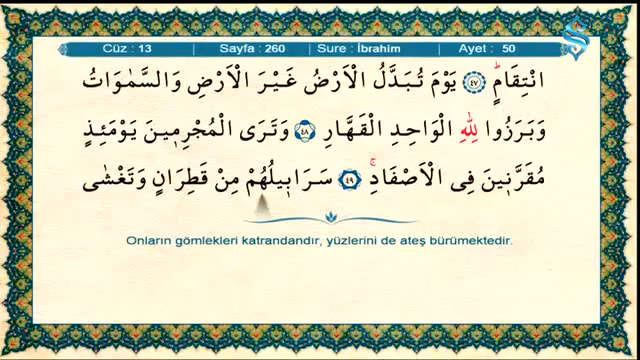 Cüz : 13 Sayfa : 260 Sure : İbrahim Ayet : 50
انْتِقَامٍۜ ﴿٤٧﴾ يَوْمَ تُبَدَّلُ الْاَرْضُ غَيْرَ الْاَرْضِ وَالسَّمٰوَاتُ
وَبَرَزُوا لِلّٰهِ الْوَاحِدِ الْقَهَّارِ ﴿٤٨﴾ وَتَرَى الْمُجْرِم۪ينَ يَوْمَئِذٍ
مُقَرَّن۪ينَ فِي الْاَصْفَادِۚ ﴿٤٩﴾ سَرَاب۪يلُهُمْ مِنْ قَطِرَانٍ وَتَغْشٰى
Onların gömlekleri katrandandır, yüzlerini de ateş bürümektedir.